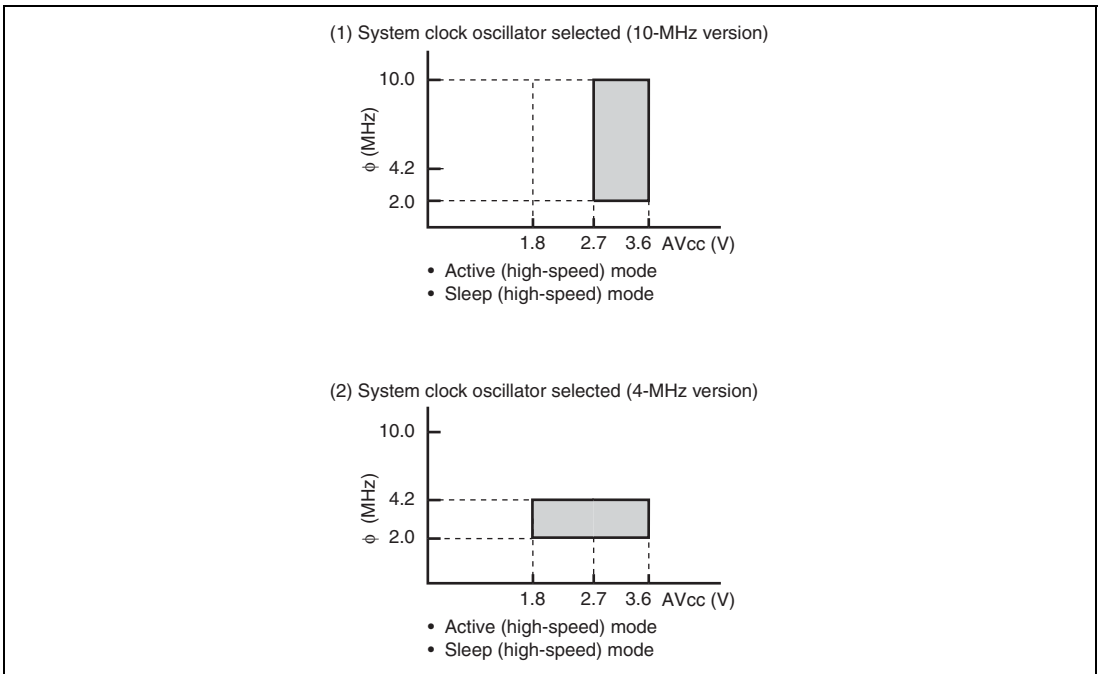 (1) System clock oscillator selected (10-MHz version)
10.0
4.2
2.0
ϕ (MHz)
1.8 2.7 3.6 AVcc (V)
• Active (high-speed) mode
• Sleep (high-speed) mode
(2) System clock oscillator selected (4-MHz version)
10.0
4.2
2.0
ϕ (MHz)
1.8 2.7 3.6 AVcc (V)
• Active (high-speed) mode
• Sleep (high-speed) mode